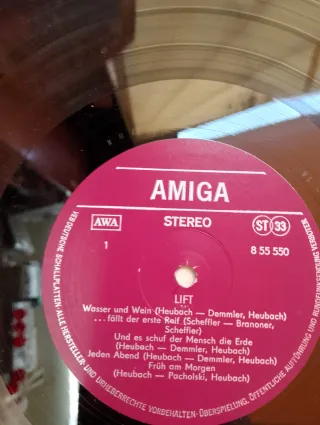 AMIGA
AWA
STEREO
ST 33
1
8 55 550
LIFT
Wasser und Wein (Heubach — Demmler, Heubach)
...fällt der erste Reif (Scheffler — Branoner,
Scheffler)
Und es schuf der Mensch die Erde
(Heubach — Demmler, Heubach)
Jeden Abend (Heubach — Demmler, Heubach)
Früh am Morgen
(Heubach — Pacholski, Heubach)
VEB DEUTSCHE SCHALLPLATTEN · ALLE HERSTELLER- UND URHEBERRECHTE VORBEHALTEN · ÜBERSPIELUNG, ÖFFENTLICHE AUFFÜHRUNG UND RUNDFUNKSENDUNG VERBOTEN